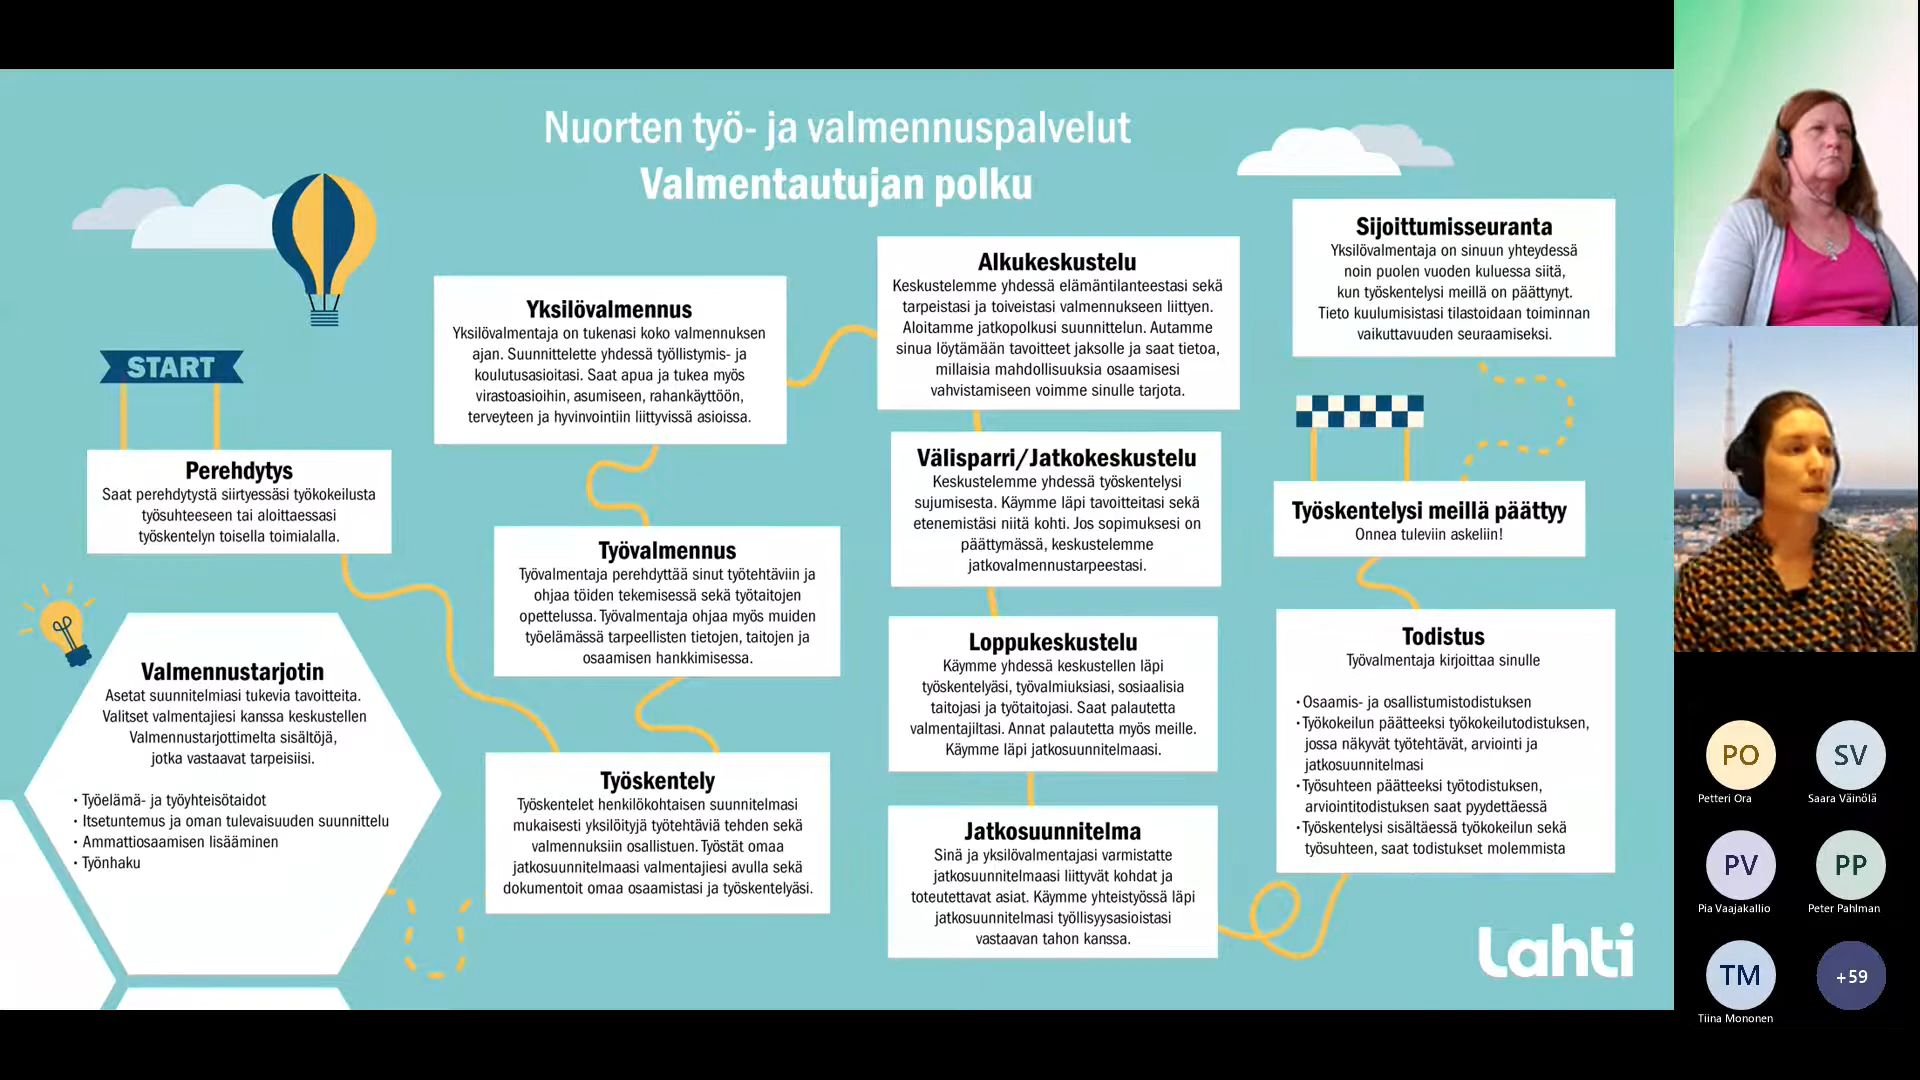 Nuorten työ- ja valmennuspalvelut
Valmentautujan polku
START
Perehdytys
Saat perehdytystä siirtyessäsi työkokeilusta
työsuhteeseen tai aloittaessasi
työskentelyn toisella toimialalla.
Valmennustarjotin
Asetat suunnitelmiasi tukevia tavoitteita.
Valitset valmentajiesi kanssa keskustellen
Valmennustarjottimelta sisältöjä,
jotka vastaavat tarpeisiisi.
• Työelämä- ja työyhteisötaidot
• Itsetuntemus ja oman tulevaisuuden suunnittelu
• Ammattiosaamisen lisääminen
• Työnhaku
Yksilövalmennus
Yksilövalmentaja on tukenasi koko valmennuksen
ajan. Suunnittelette yhdessä työllistymis- ja
koulutusasioitasi. Saat apua ja tukea myös
virastoasioihin, asumiseen, rahankäyttöön,
terveyteen ja hyvinvointiin liittyvissä asioissa.
Työvalmennus
Työvalmentaja perehdyttää sinut työtehtäviin ja
ohjaa töiden tekemisessä sekä työtaitojen
opettelussa. Työvalmentaja ohjaa myös muiden
työelämässä tarpeellisten tietojen, taitojen ja
osaamisen hankkimisessa.
Työskentely
Työskentelet henkilökohtaisen suunnitelmasi
mukaisesti yksilöityjä työtehtäviä tehden sekä
valmennuksiin osallistuen. Työstät omaa
jatkosuunnitelmaasi valmentajiesi avulla sekä
dokumentoit omaa osaamistasi ja työskentelyäsi.
Alkukeskustelu
Keskustelemme yhdessä elämäntilanteestasi sekä
tarpeistasi ja toiveistasi valmennukseen liittyen.
Aloitamme jatkopolkusi suunnittelun. Autamme
sinua löytämään tavoitteet jaksolle ja saat tietoa,
millaisia mahdollisuuksia osaamisesi
vahvistamiseen voimme sinulle tarjota.
Välisparri/Jatkokeskustelu
Keskustelemme yhdessä työskentelysi
sujumisesta. Käymme läpi tavoitteitasi sekä
etenemistäsi niitä kohti. Jos sopimuksesi on
päättymässä, keskustelemme
jatkovalmennustarpeestasi.
Loppukeskustelu
Käymme yhdessä keskustellen läpi
työskentelyäsi, työvalmiuksiasi, sosiaalisia
taitojasi ja työtaitojasi. Saat palautetta
valmentajiltasi. Annat palautetta myös meille.
Käymme läpi jatkosuunnitelmaasi.
Jatkosuunnitelma
Sinä ja yksilövalmentajasi varmistatte
jatkosuunnitelmaasi liittyvät kohdat ja
toteutettavat asiat. Käymme yhteistyössä läpi
jatkosuunnitelmasi työllisyysasioistasi
vastaavan tahon kanssa.
Sijoittumisseuranta
Yksilövalmentaja on sinuun yhteydessä
noin puolen vuoden kuluessa siitä,
kun työskentelysi meillä on päättynyt.
Tieto kuulumisistasi tilastoidaan toiminnan
vaikuttavuuden seuraamiseksi.
Työskentelysi meillä päättyy
Onnea tuleviin askeliin!
Todistus
Työvalmentaja kirjoittaa sinulle
• Osaamis- ja osallistumistodistuksen
• Työkokeilun päätteeksi työkokeilutodistuksen,
jossa näkyvät työtehtävät, arviointi ja
jatkosuunnitelmasi
• Työsuhteen päätteeksi työtodistuksen,
arviointitodistuksen saat pyydettäessä
• Työskentelysi sisältäessä työkokeilun sekä
työsuhteen, saat todistukset molemmista
Lahti
PO
Petteri Ora
SV
Saara Väinölä
PV
Pia Vaajakallio
PP
Peter Pahlman
TM
Tiina Mononen
+59